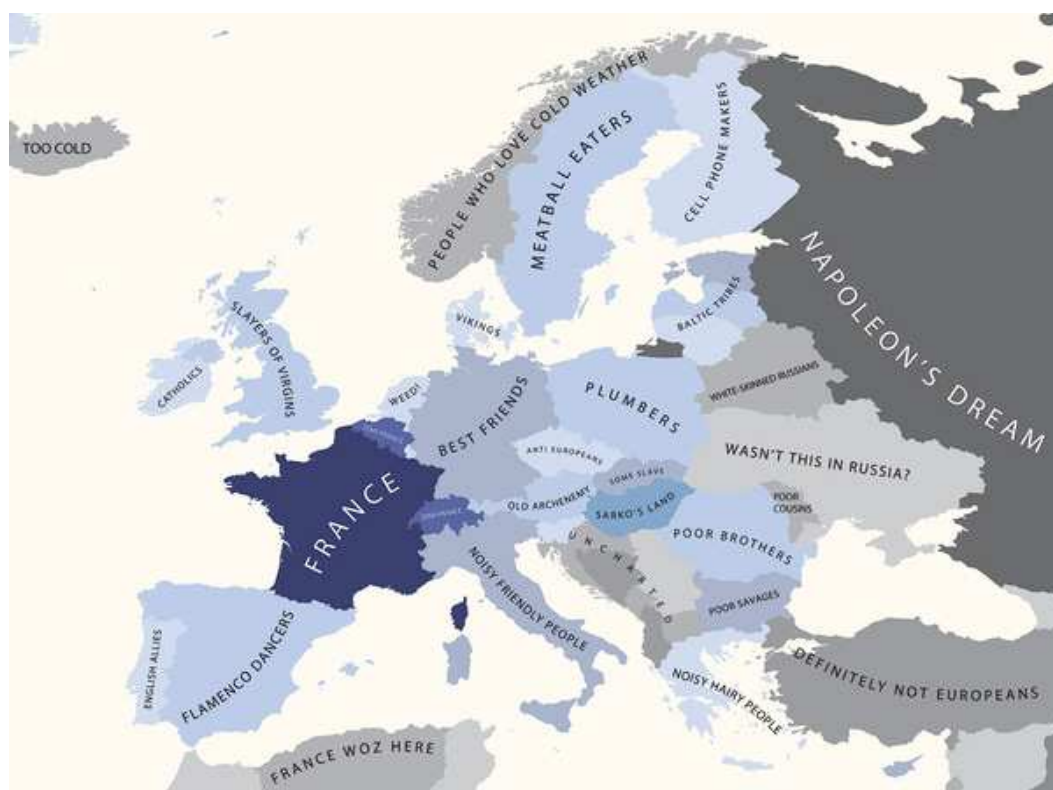 TOO COLD
PEOPLE WHO LOVE COLD WEATHER
MEATBALL EATERS
CELL PHONE MAKERS
NAPOLEON'S DREAM
SLAYERS OF VIRGINS
CATHOLICS
VIKINGS
BALTIC TRIBES
WEED!
BEST FRIENDS
PLUMBERS
WHITE-SKINNED RUSSIANS
WASN'T THIS IN RUSSIA?
ANTI EUROPEANS
SOME SLAVS
FRANCE
OLD ARCHENEMY
SARKO'S LAND
POOR
COUSINS
POOR BROTHERS
UNCHARTED
NOISY FRIENDLY PEOPLE
POOR SAVAGES
ENGLISH ALLIES
FLAMENCO DANCERS
NOISY HAIRY PEOPLE
DEFINITELY NOT EUROPEANS
FRANCE WOZ HERE